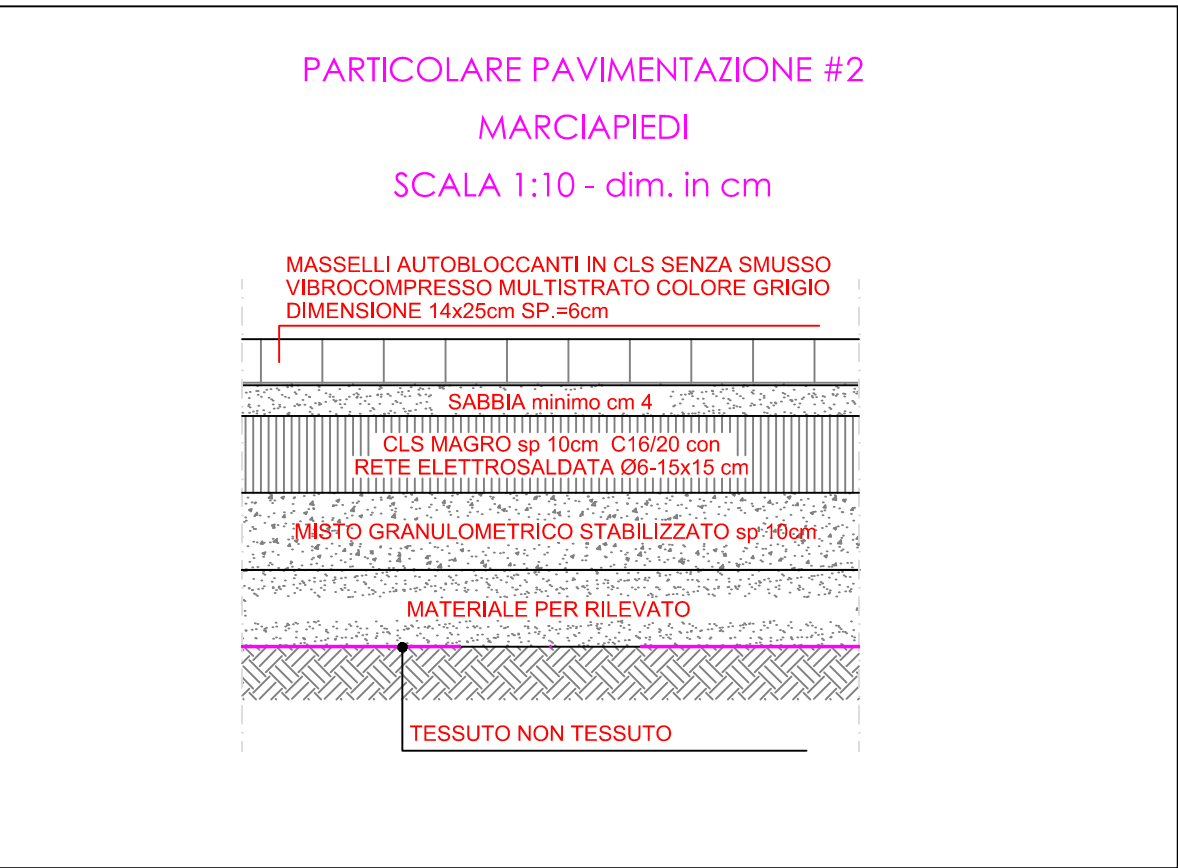 PARTICOLARE PAVIMENTAZIONE #2
MARCIAPIEDI
SCALA 1:10 - dim. in cm
MASSELLI AUTOBLOCCANTI IN CLS SENZA SMUSSO
VIBROCOMPRESSO MULTISTRATO COLORE GRIGIO
DIMENSIONE 14x25cm SP.=6cm
SABBIA minimo cm 4
CLS MAGRO sp 10cm C16/20 con
RETE ELETTROSALDATA Ø6-15x15 cm
MISTO GRANULOMETRICO STABILIZZATO sp 10cm
MATERIALE PER RILEVATO
TESSUTO NON TESSUTO